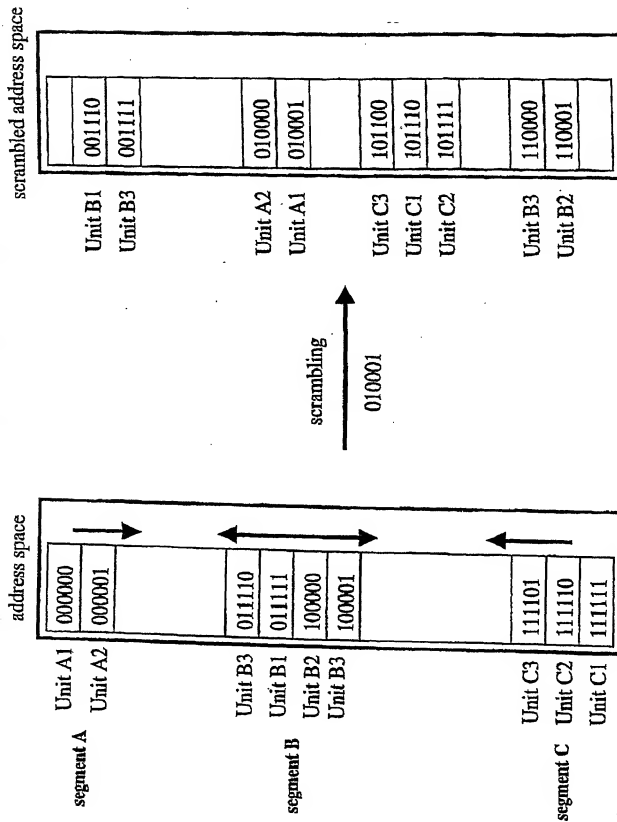 address space
segment A
Unit A1 000000
Unit A2 000001
segment B
Unit B3 011110
Unit B1 011111
Unit B2 100000
Unit B3 100001
segment C
Unit C3 111101
Unit C2 111110
Unit C1 111111
scrambling
010001
scrambled address space
Unit B1 001110
Unit B3 001111
Unit A2 010000
Unit A1 010001
Unit C3 101100
Unit C1 101110
Unit C2 101111
Unit B3 110000
Unit B2 110001